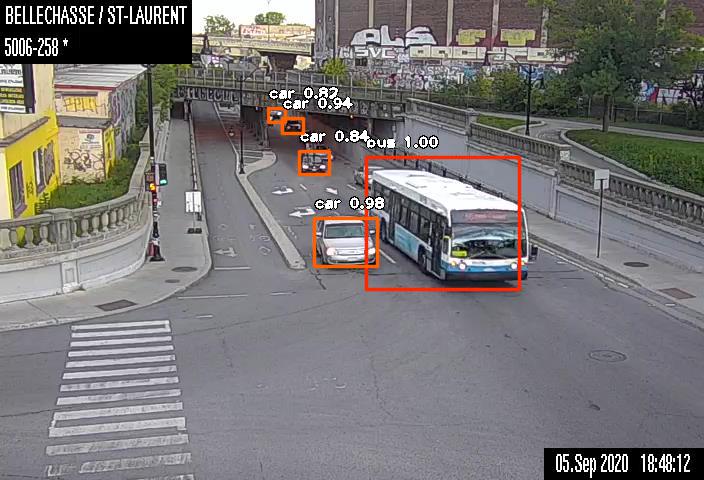 BELLECHASSE / ST-LAURENT
5006-258 *
car 0.82
car 0.94
car 0.84
bus 1.00
car 0.98
SVC
05.Sep 2020 18:48:12